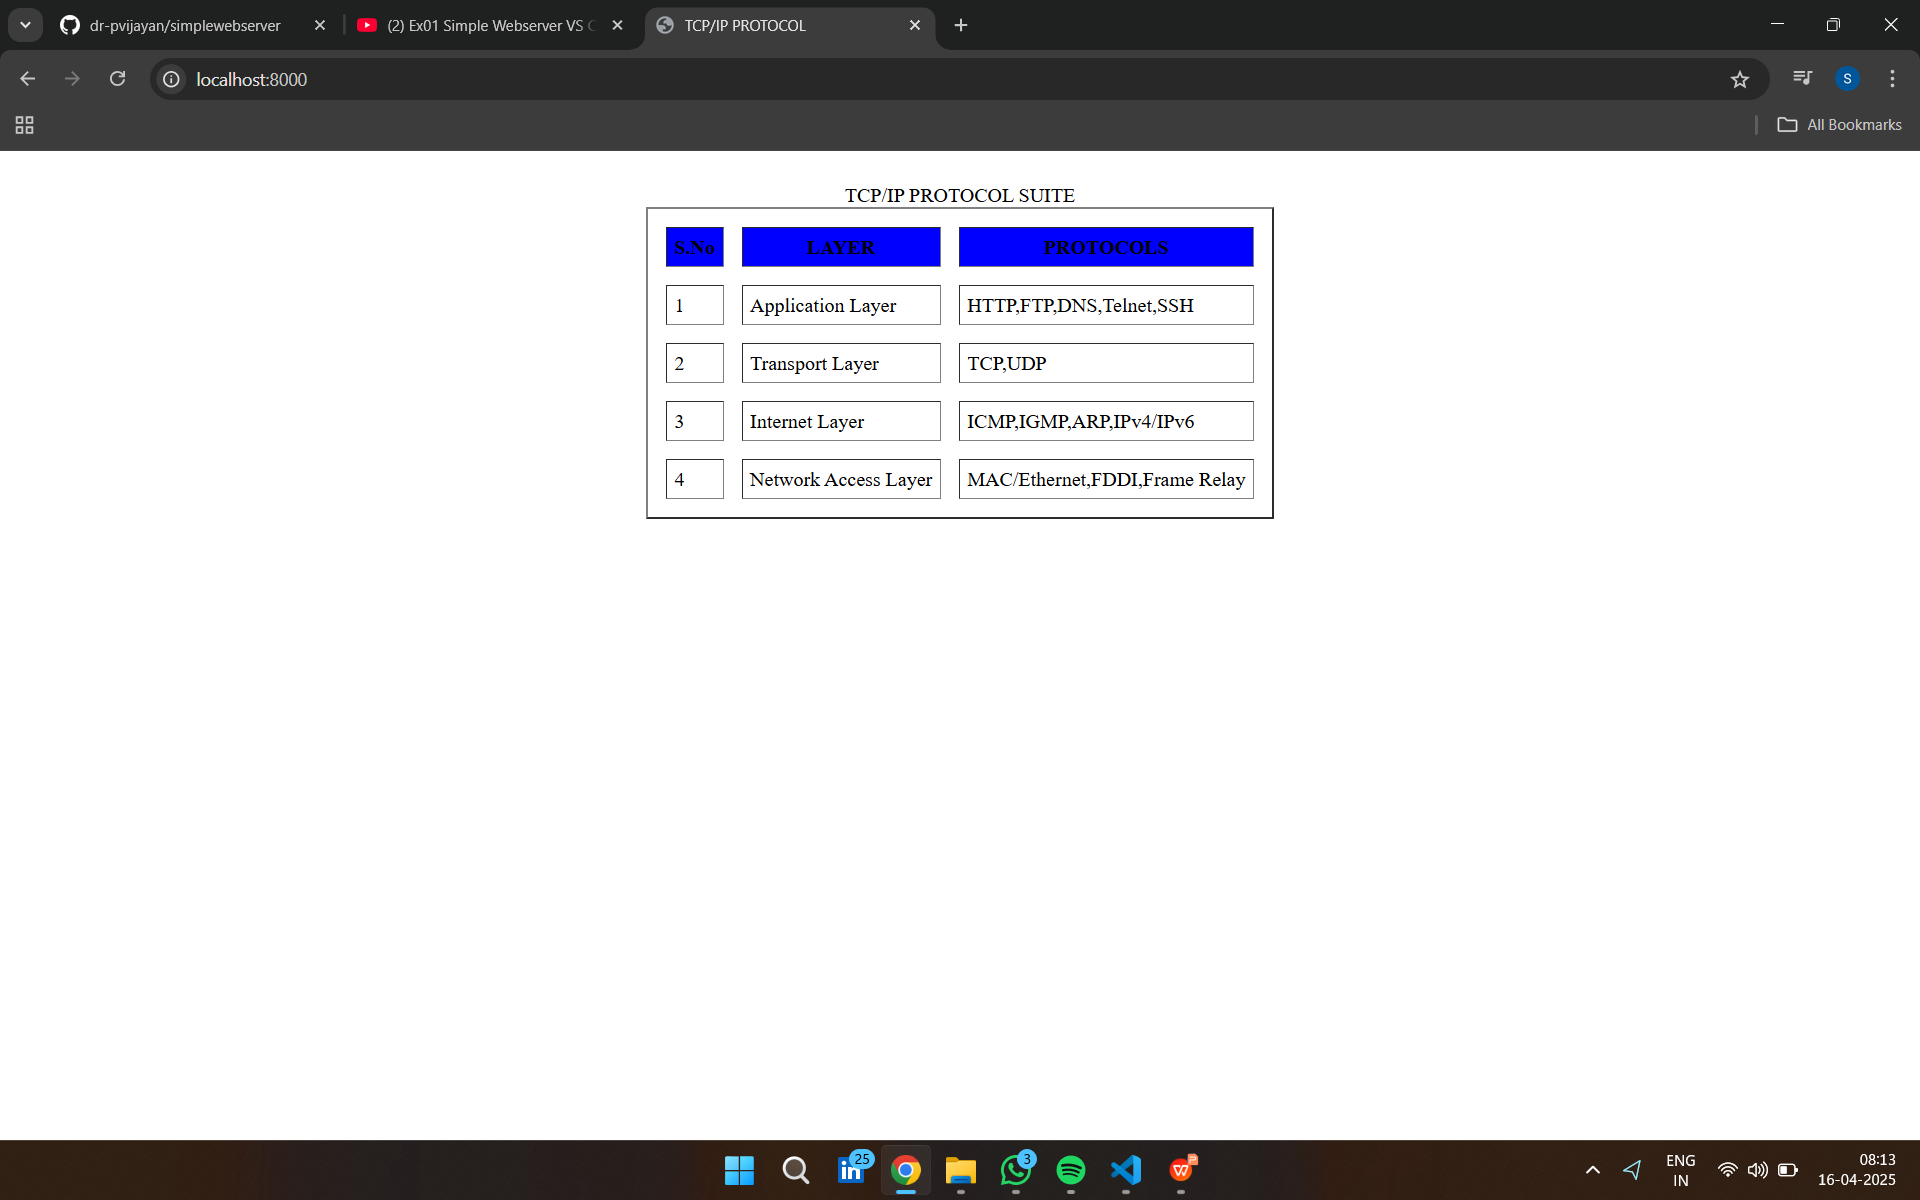 dr-pvijayan/simplewebserver
(2) Ex01 Simple Webserver VS C
TCP/IP PROTOCOL
localhost:8000
S
All Bookmarks
TCP/IP PROTOCOL SUITE
S.No LAYER PROTOCOLS
1 Application Layer HTTP,FTP,DNS,Telnet,SSH
2 Transport Layer TCP,UDP
3 Internet Layer ICMP,IGMP,ARP,IPv4/IPv6
4 Network Access Layer MAC/Ethernet,FDDI,Frame Relay
in 25
3
W P
ENG
IN
08:13
16-04-2025